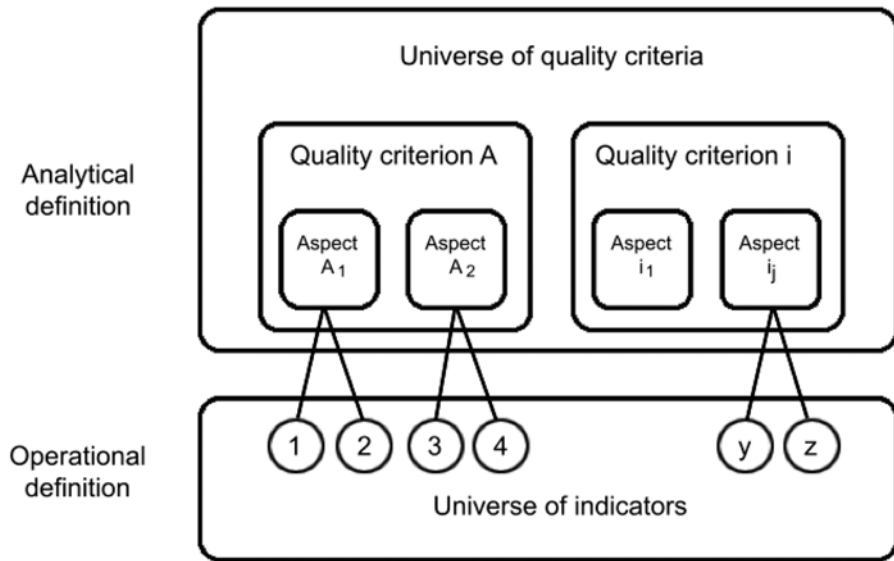 Universe of quality criteria
Analytical
definition
Quality criterion A
Quality criterion i
Aspect
A₁
Aspect
A₂
Aspect
i₁
Aspect
iⱼ
Operational
definition
1
2
3
4
y
z
Universe of indicators